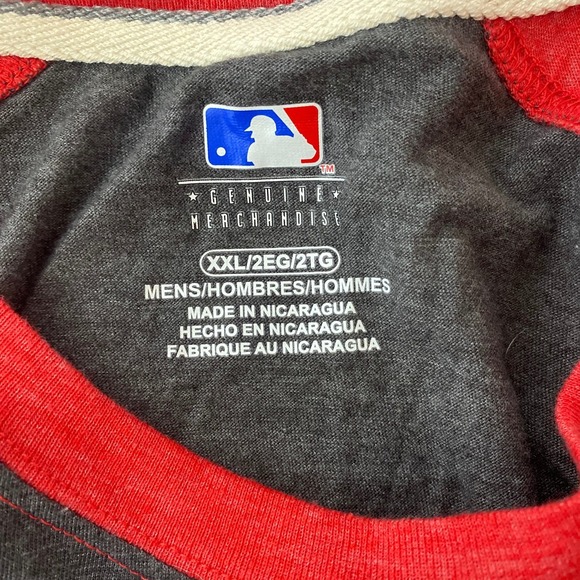 TM
★ GENUINE ★
MERCHANDISE
XXL/2EG/2TG
MENS/HOMBRES/HOMMES
MADE IN NICARAGUA
HECHO EN NICARAGUA
FABRIQUE AU NICARAGUA